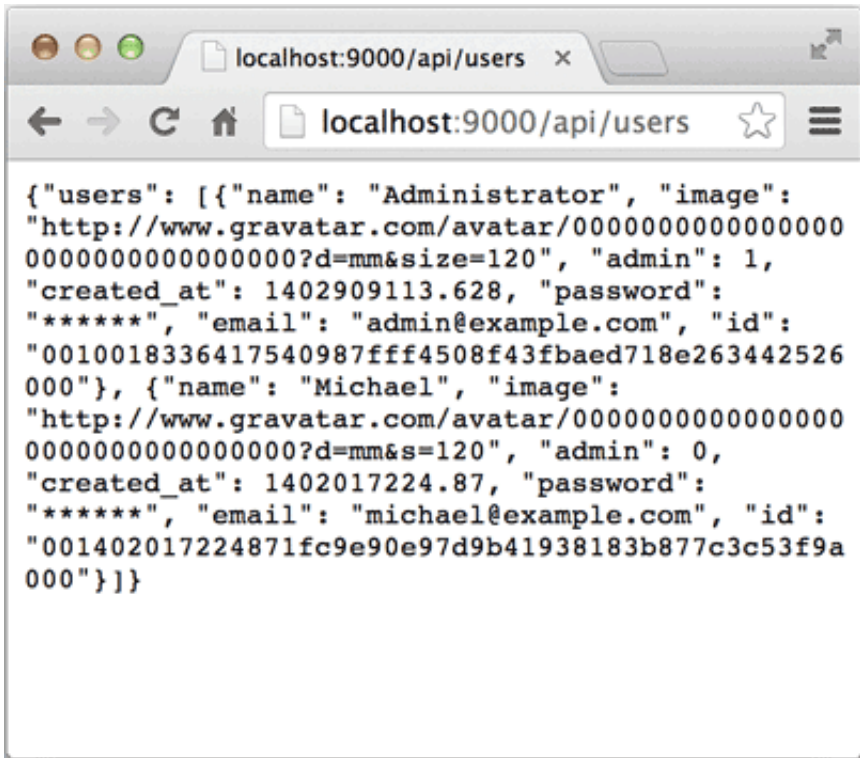 localhost:9000/api/users
localhost:9000/api/users
{"users": [{"name": "Administrator", "image":
"http://www.gravatar.com/avatar/0000000000000000
0000000000000000?d=mm&size=120", "admin": 1,
"created_at": 1402909113.628, "password":
"******", "email": "admin@example.com", "id":
"0010018336417540987fff4508f43fbaed718e263442526
000"}, {"name": "Michael", "image":
"http://www.gravatar.com/avatar/0000000000000000
0000000000000000?d=mm&s=120", "admin": 0,
"created_at": 1402017224.87, "password":
"******", "email": "michael@example.com", "id":
"001402017224871fc9e90e97d9b41938183b877c3c53f9a
000"}]}